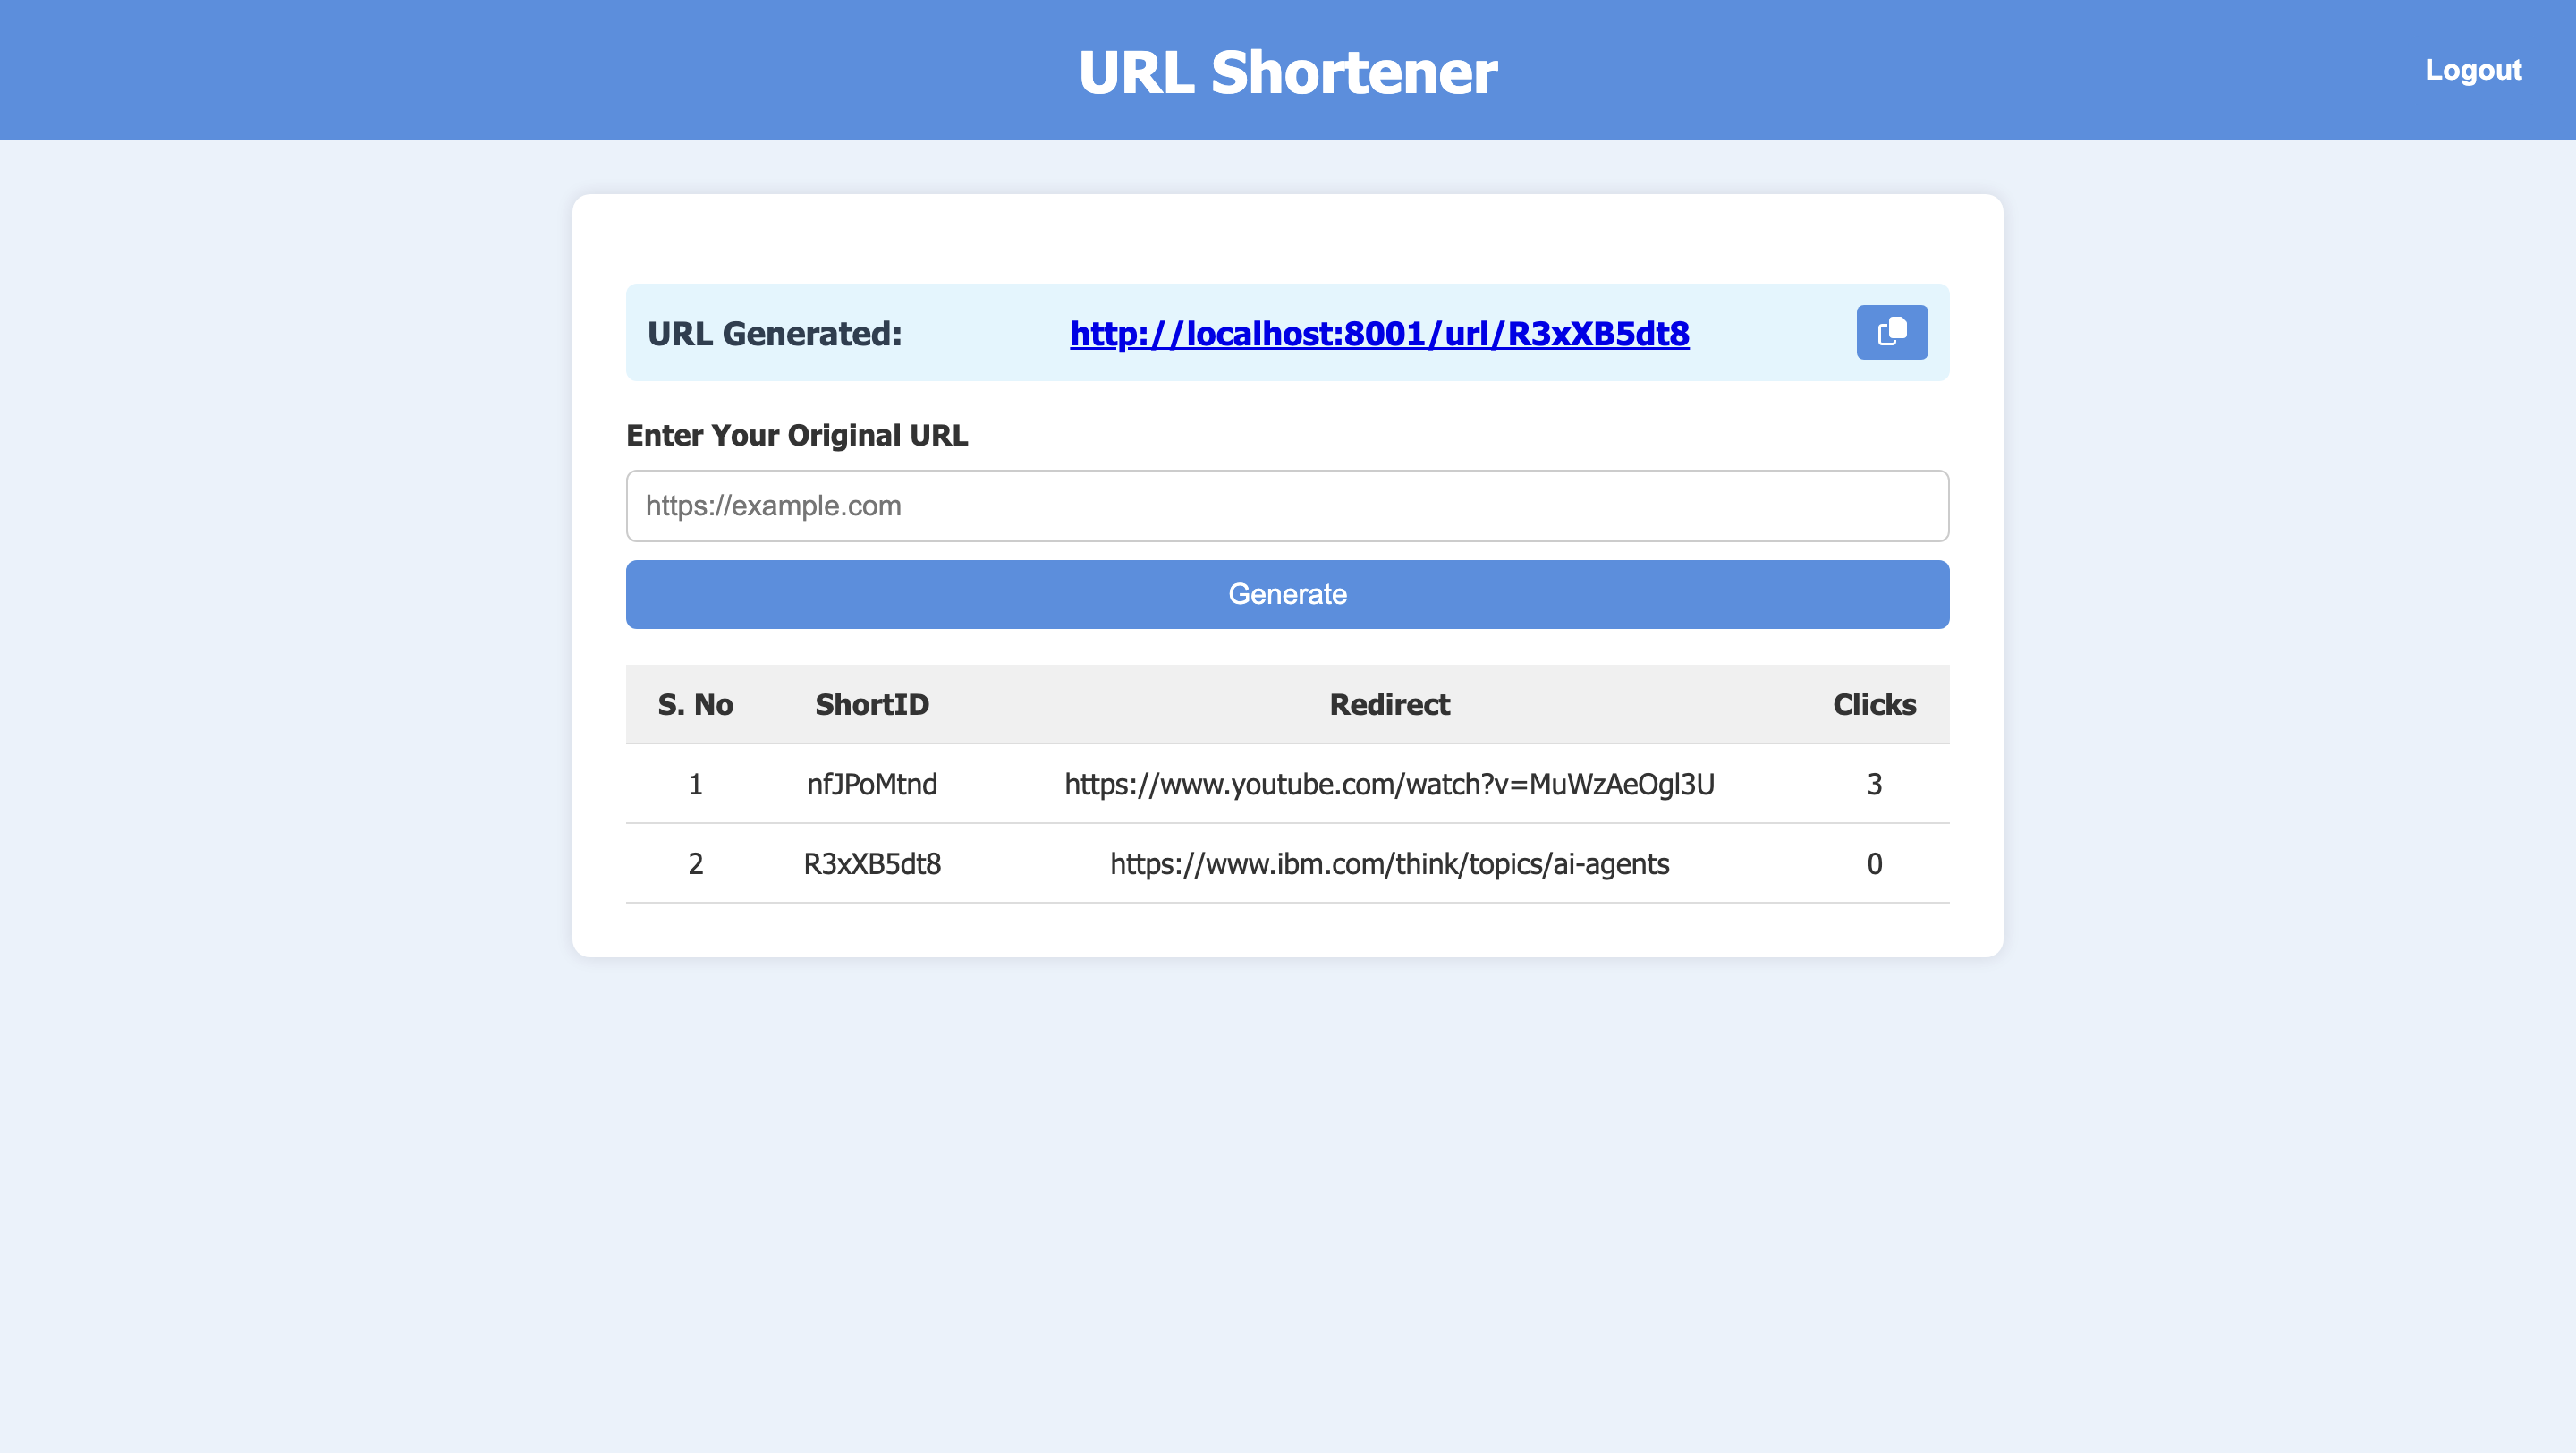 URL Shortener
Logout
URL Generated: http://localhost:8001/url/R3xXB5dt8
Enter Your Original URL
https://example.com
Generate
S. No ShortID Redirect Clicks
1 nfJPoMtnd https://www.youtube.com/watch?v=MuWzAeOgl3U 3
2 R3xXB5dt8 https://www.ibm.com/think/topics/ai-agents 0